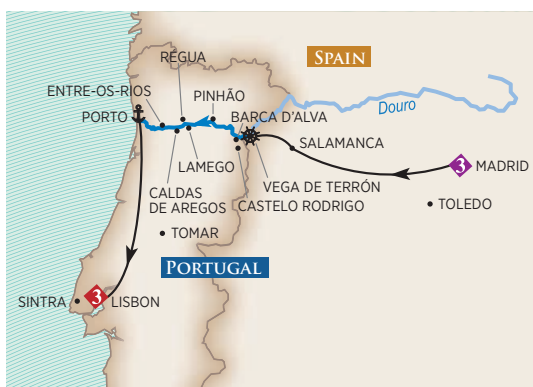 RÉGUA
SPAIN
ENTRE-OS-RIOS
PINHÃO
Douro
PORTO
BARCA D'ALVA
SALAMANCA
LAMEGO
3
MADRID
CALDAS
DE AREGOS
VEGA DE TERRÓN
CASTELO RODRIGO
TOLEDO
TOMAR
PORTUGAL
SINTRA
3
LISBON